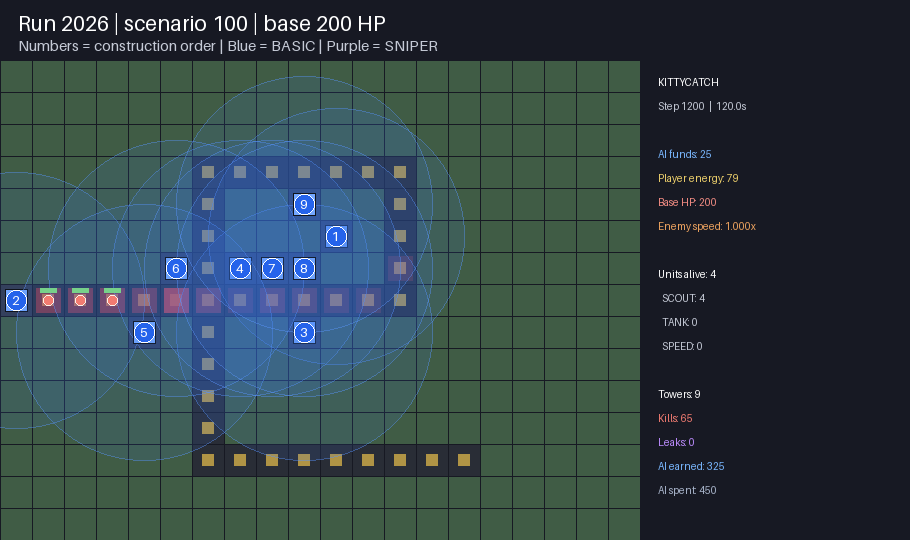 Run 2026 | scenario 100 | base 200 HP
Numbers = construction order | Blue = BASIC | Purple = SNIPER
KITTYCATCH
Step 1200 | 120.0s
AI funds: 25
Player energy: 79
Base HP: 200
Enemy speed: 1.000x
Units alive: 4
SCOUT: 4
TANK: 0
SPEED: 0
Towers: 9
Kills: 65
Leaks: 0
AI earned: 325
AI spent: 450
9
1
6
4
7
8
2
5
3